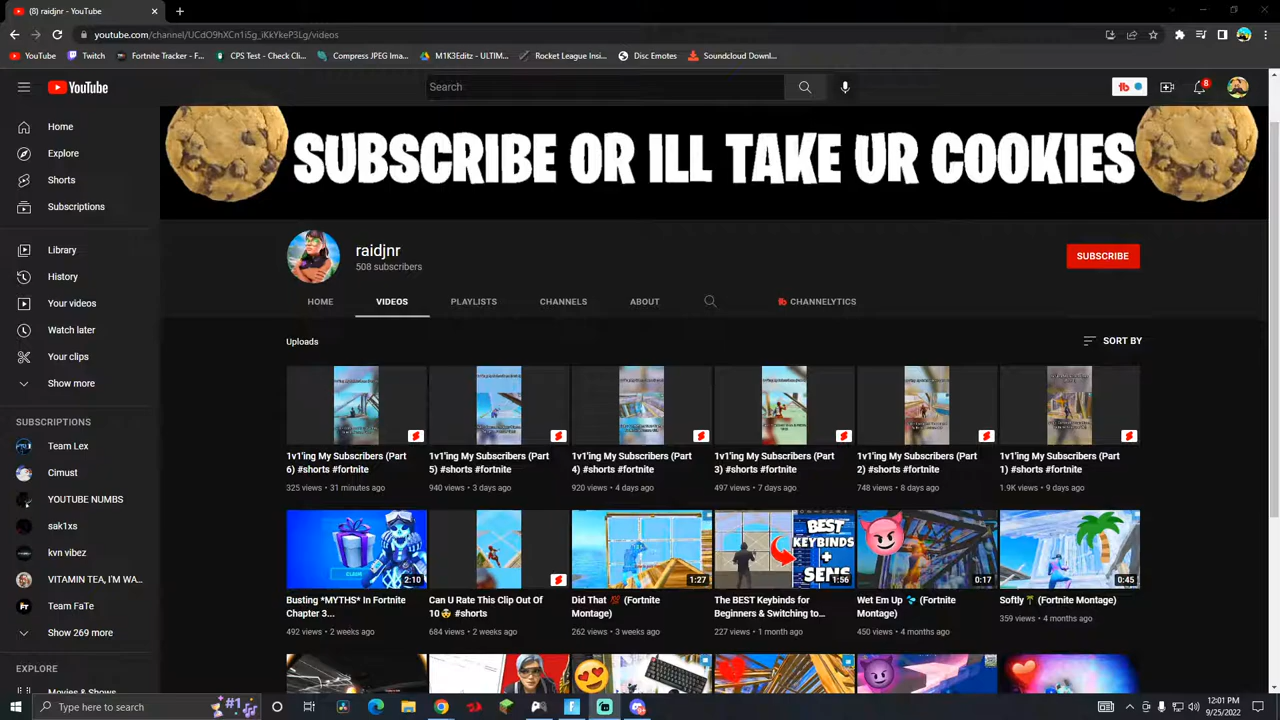 (8) raidjnr - YouTube
youtube.com/channel/UCdO9hXCn1i5g_iKkYkeP3Lg/videos
YouTube Twitch Fortnite Tracker - F... CPS Test - Check Cli... Compress JPEG Ima... M1K3Editz - ULTIM... Rocket League Insi... Disc Emotes Soundcloud Downl...
YouTube
Search
8
SUBSCRIBE OR ILL TAKE UR COOKIES
Home
Explore
Shorts
Subscriptions
Library
History
Your videos
Watch later
Your clips
Show more
SUBSCRIPTIONS
Team Lex
Cimust
YOUTUBE NUMBS
sak1xs
kvn vibez
VITAMIN TEA, I'M WA...
Team FaTe
Show 269 more
EXPLORE
Movies & Shows
raidjnr
508 subscribers
SUBSCRIBE
HOME VIDEOS PLAYLISTS CHANNELS ABOUT CHANNELYTICS
Uploads
SORT BY
1v1'ing My Subscribers (Part
6) #shorts #fortnite
325 views • 31 minutes ago
1v1'ing My Subscribers (Part
5) #shorts #fortnite
940 views • 3 days ago
1v1'ing My Subscribers (Part
4) #shorts #fortnite
920 views • 4 days ago
1v1'ing My Subscribers (Part
3) #shorts #fortnite
497 views • 7 days ago
1v1'ing My Subscribers (Part
2) #shorts #fortnite
748 views • 8 days ago
1v1'ing My Subscribers (Part
1) #shorts #fortnite
1.9K views • 9 days ago
2:10
Busting *MYTHS* In Fortnite
Chapter 3...
492 views • 2 weeks ago
Can U Rate This Clip Out Of
10 🤯 #shorts
684 views • 2 weeks ago
1:27
Did That 💯 (Fortnite
Montage)
262 views • 3 weeks ago
BEST
KEYBINDS
+
SENS
1:56
The BEST Keybinds for
Beginners & Switching to...
227 views • 1 month ago
0:17
Wet Em Up 🔫 (Fortnite
Montage)
450 views • 4 months ago
0:45
Softly 🌴 (Fortnite Montage)
359 views • 4 months ago
Type here to search
#1
12:01 PM
9/25/2022